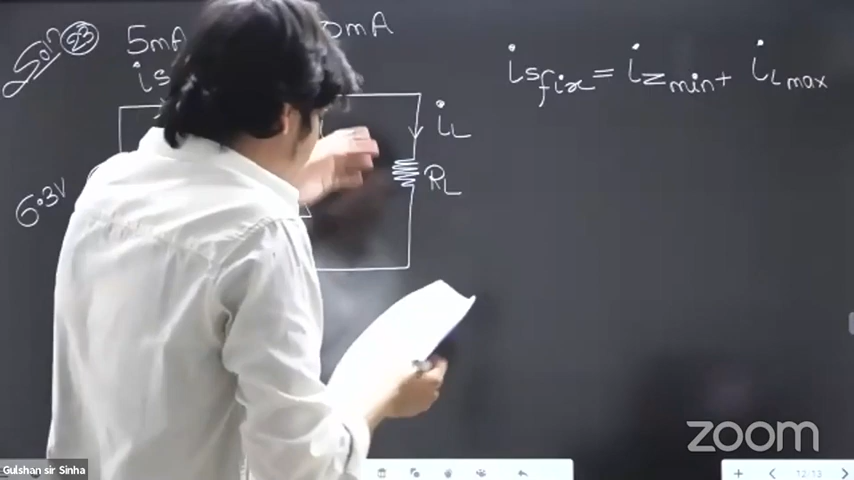 Sol? 23
5mA 0mA
is
is fix = iz min + iL max
iL
RL
6.3V
zoom
Gulshan sir Sinha
12/13